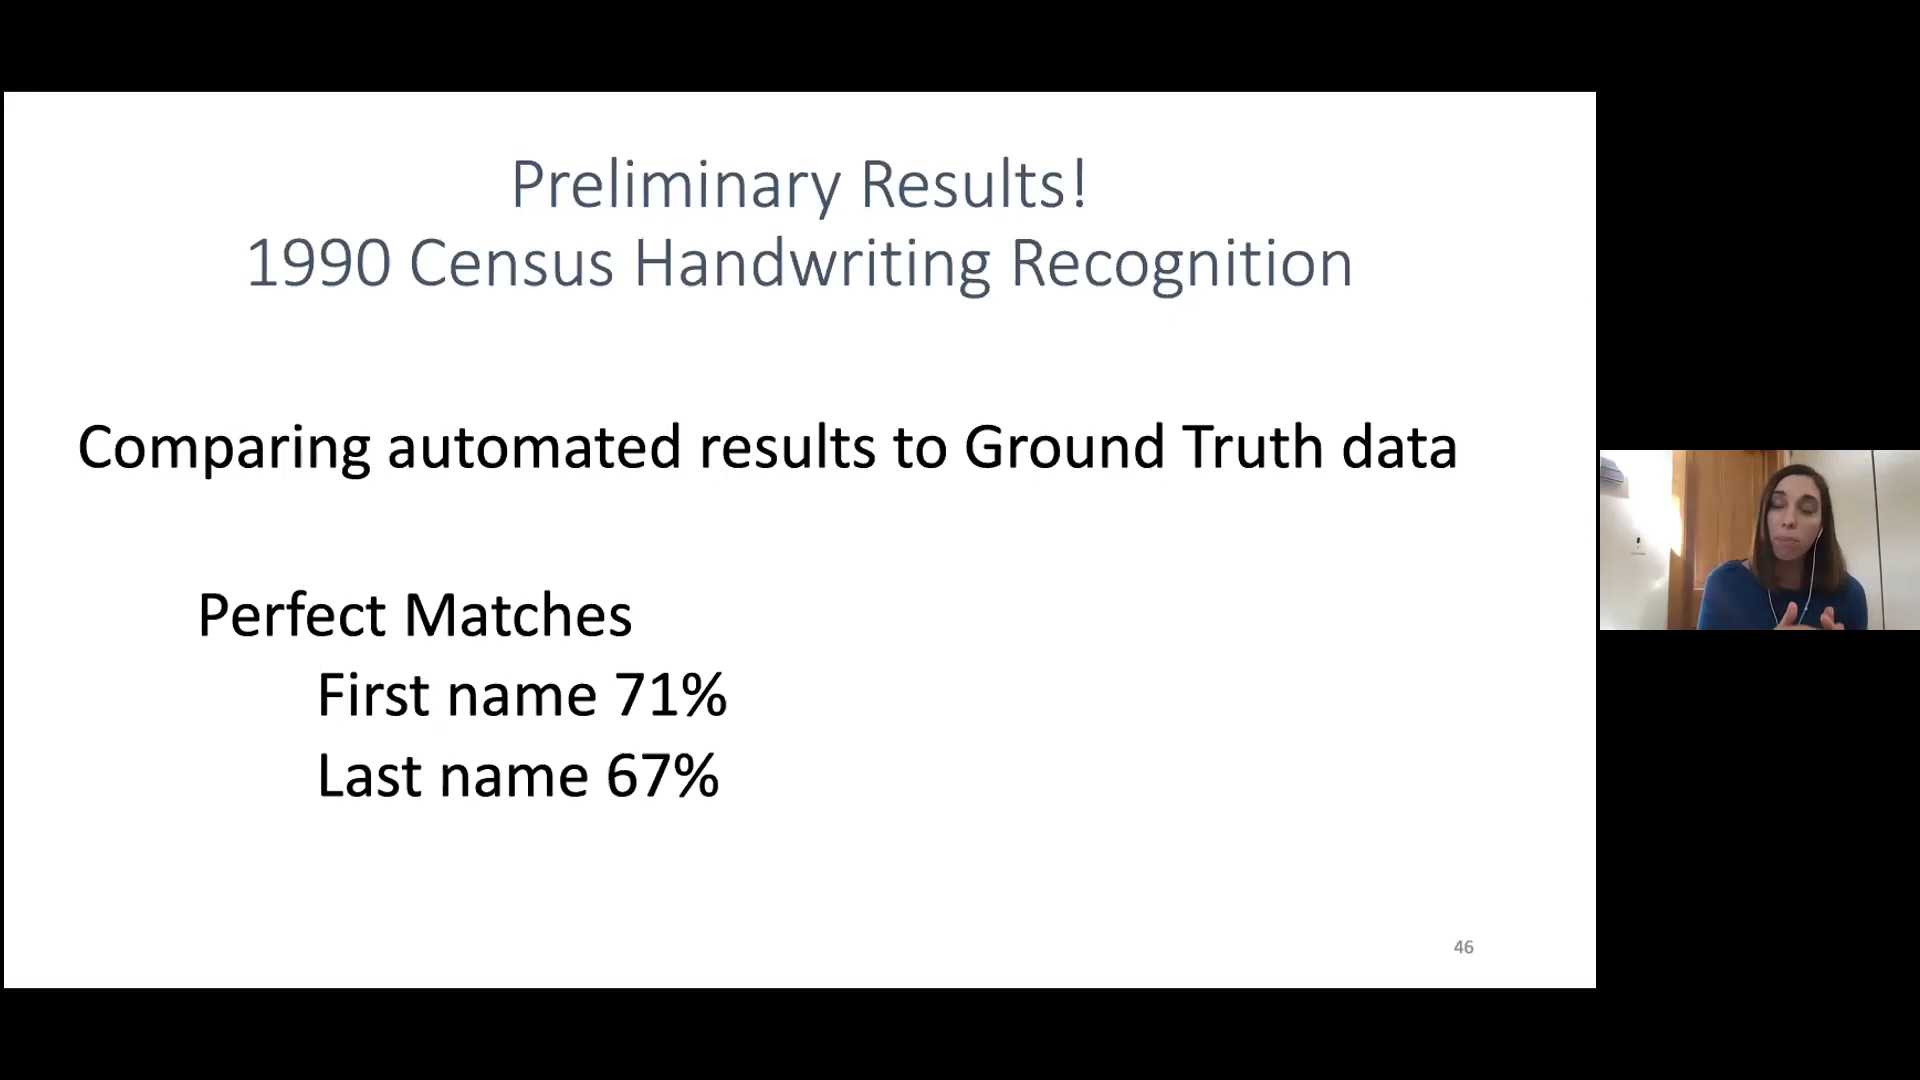 Preliminary Results!
1990 Census Handwriting Recognition
Comparing automated results to Ground Truth data
Perfect Matches
First name 71%
Last name 67%
46